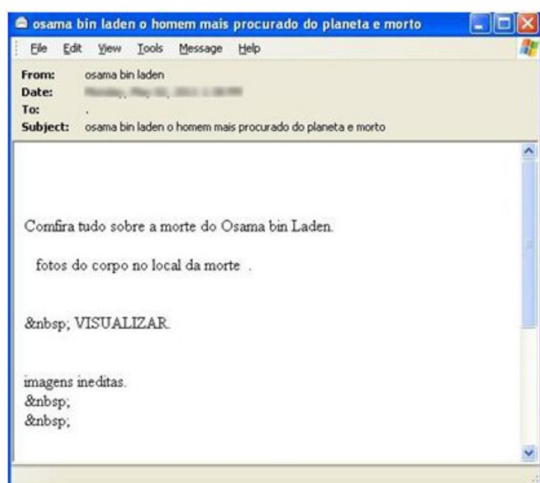 osama bin laden o homem mais procurado do planeta e morto
File Edit View Tools Message Help
From: osama bin laden
Date:
To: .
Subject: osama bin laden o homem mais procurado do planeta e morto
Comfira tudo sobre a morte do Osama bin Laden.
fotos do corpo no local da morte .
&nbsp; VISUALIZAR.
imagens ineditas.
&nbsp;
&nbsp;